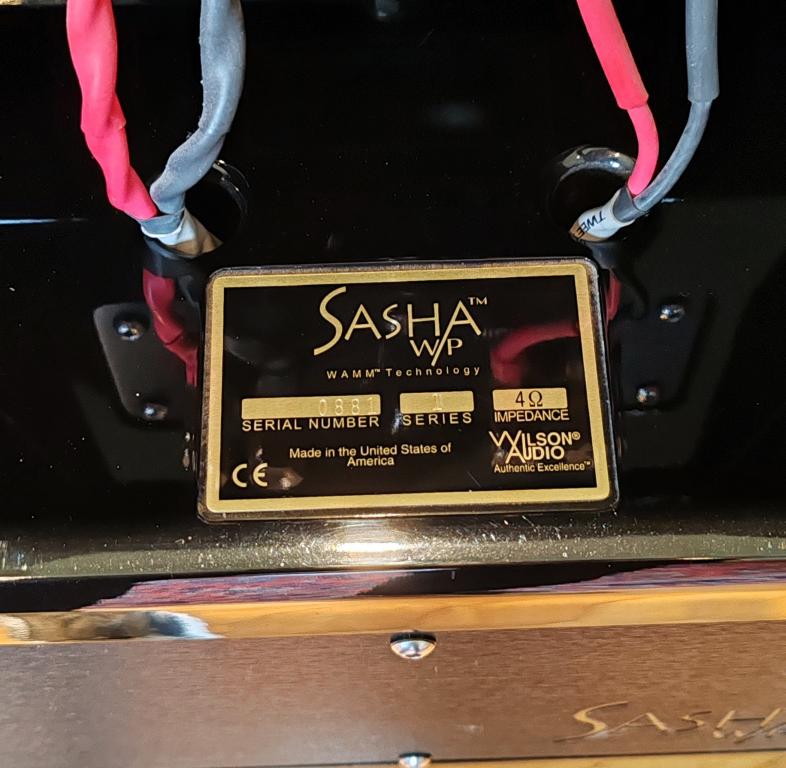 TWEE
SASHA™
W/P
WAMM™ Technology
0881 1 4Ω
SERIAL NUMBER SERIES IMPEDANCE
Made in the United States of
America
WILSON®
AUDIO
Authentic Excellence™
CE
SASHA